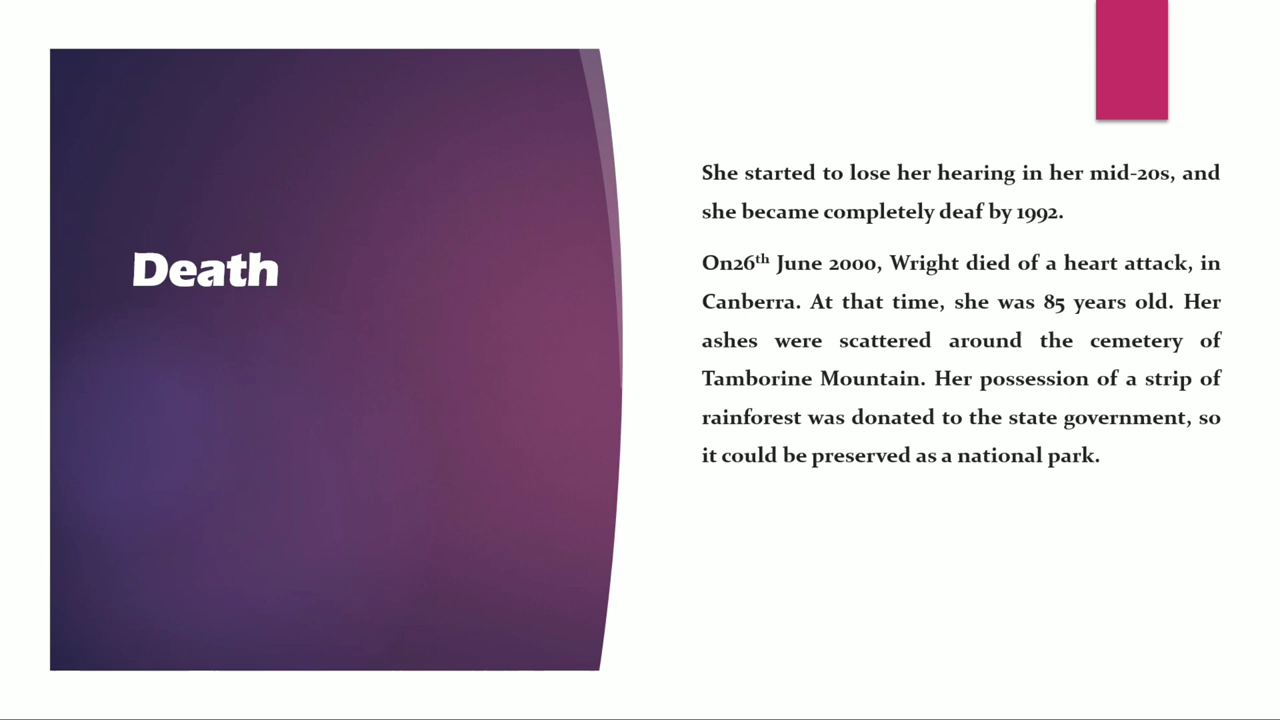 Death
She started to lose her hearing in her mid-20s, and
she became completely deaf by 1992.
On26th June 2000, Wright died of a heart attack, in
Canberra. At that time, she was 85 years old. Her
ashes were scattered around the cemetery of
Tamborine Mountain. Her possession of a strip of
rainforest was donated to the state government, so
it could be preserved as a national park.